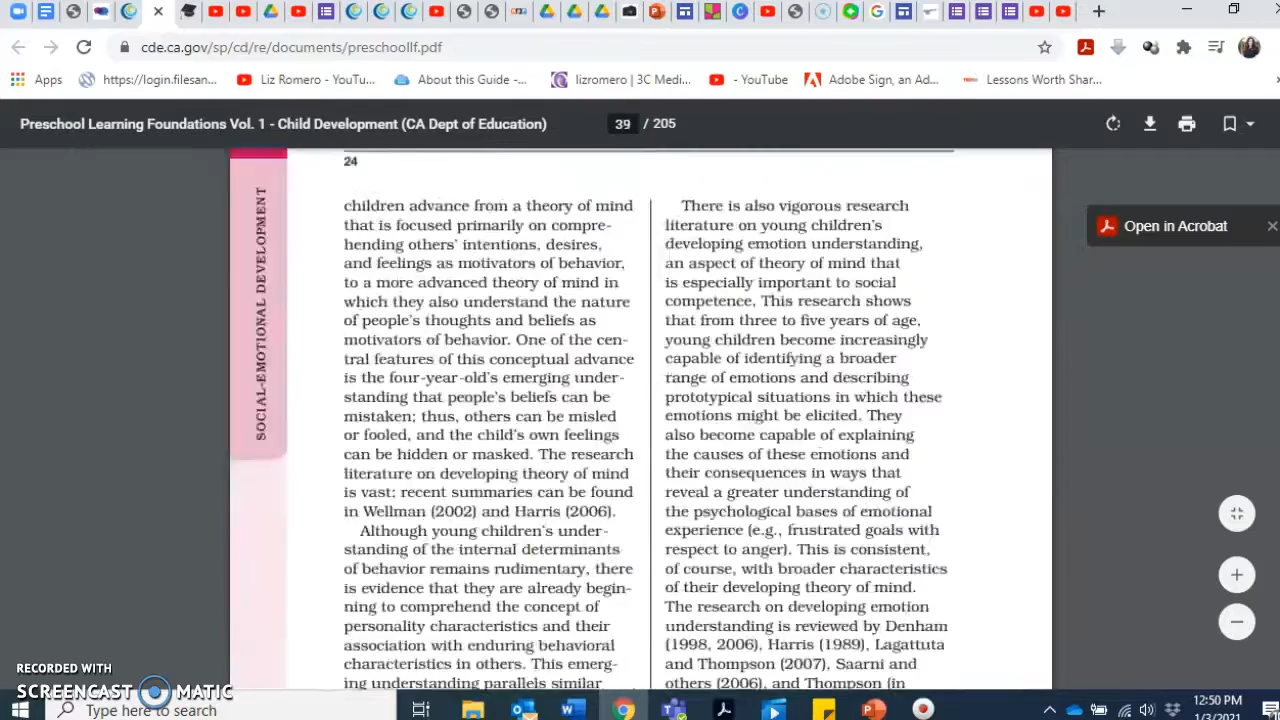 cde.ca.gov/sp/cd/re/documents/preschoollf.pdf
Apps
https://login.filesan...
Liz Romero - YouTu...
About this Guide -...
lizromero | 3C Medi...
- YouTube
Adobe Sign, an Ad...
Lessons Worth Shar...
Preschool Learning Foundations Vol. 1 - Child Development (CA Dept of Education)
39 / 205
Open in Acrobat
24
SOCIAL-EMOTIONAL DEVELOPMENT
children advance from a theory of mind
that is focused primarily on compre-
hending others' intentions, desires,
and feelings as motivators of behavior,
to a more advanced theory of mind in
which they also understand the nature
of people's thoughts and beliefs as
motivators of behavior. One of the cen-
tral features of this conceptual advance
is the four-year-old's emerging under-
standing that people's beliefs can be
mistaken; thus, others can be misled
or fooled, and the child's own feelings
can be hidden or masked. The research
literature on developing theory of mind
is vast; recent summaries can be found
in Wellman (2002) and Harris (2006).
Although young children's under-
standing of the internal determinants
of behavior remains rudimentary, there
is evidence that they are already begin-
ning to comprehend the concept of
personality characteristics and their
association with enduring behavioral
characteristics in others. This emerg-
ing understanding parallels similar
There is also vigorous research
literature on young children's
developing emotion understanding,
an aspect of theory of mind that
is especially important to social
competence. This research shows
that from three to five years of age,
young children become increasingly
capable of identifying a broader
range of emotions and describing
prototypical situations in which these
emotions might be elicited. They
also become capable of explaining
the causes of these emotions and
their consequences in ways that
reveal a greater understanding of
the psychological bases of emotional
experience (e.g., frustrated goals with
respect to anger). This is consistent,
of course, with broader characteristics
of their developing theory of mind.
The research on developing emotion
understanding is reviewed by Denham
(1998, 2006), Harris (1989), Lagattuta
and Thompson (2007), Saarni and
others (2006), and Thompson (in
RECORDED WITH
SCREENCAST MATIC
Type here to search
12:50 PM
1/3/2021